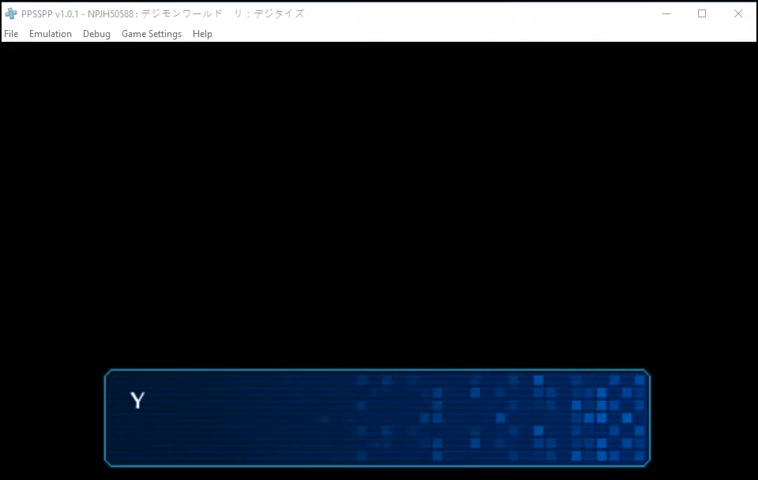 PPSSPP v1.0.1 - NPJH50588 : デジモンワールド　リ：デジタイズ
File Emulation Debug Game Settings Help
Y